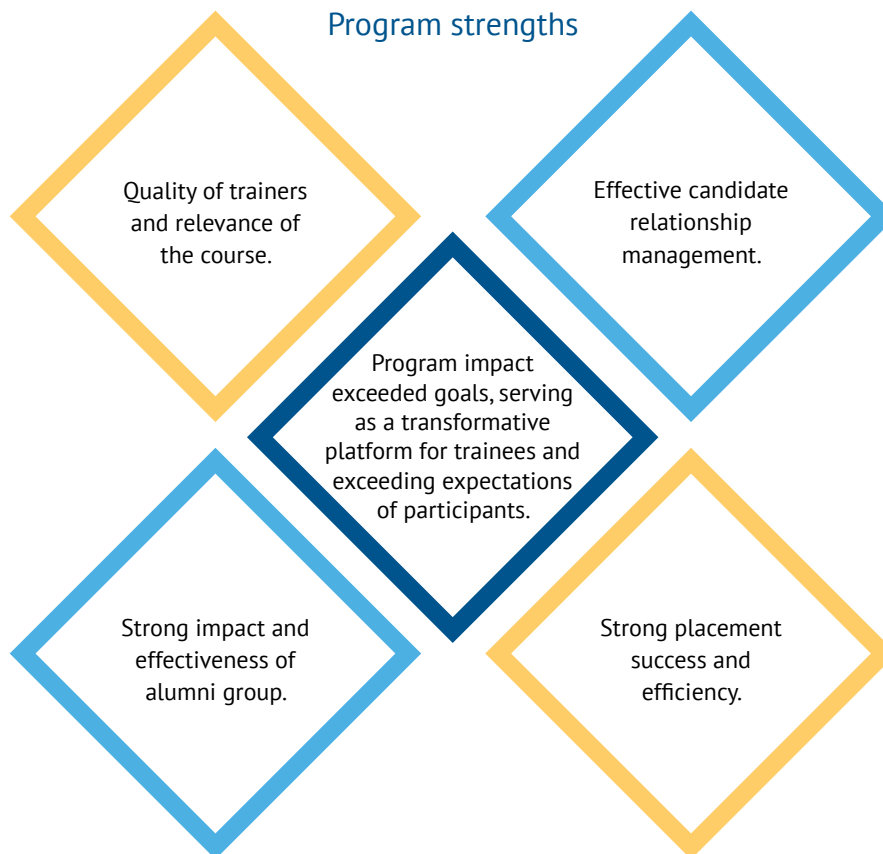 Program strengths
Quality of trainers
and relevance of
the course.
Effective candidate
relationship
management.
Program impact
exceeded goals, serving
as a transformative
platform for trainees and
exceeding expectations
of participants.
Strong impact and
effectiveness of
alumni group.
Strong placement
success and
efficiency.